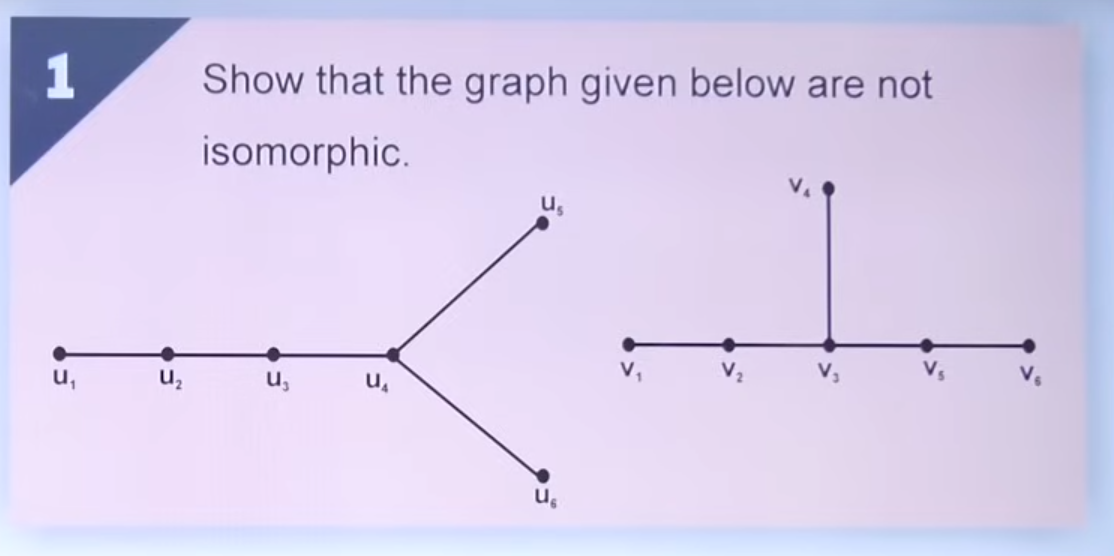 1
Show that the graph given below are not
isomorphic.
u₅
v₄
u₁ u₂ u₃ u₄
v₁ v₂ v₃ v₅ v₆
u₆